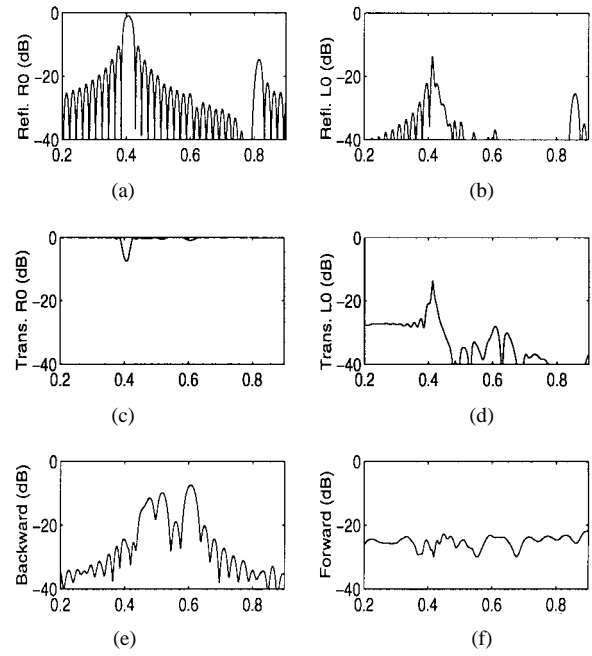 0
−20
−40
Refl. R0 (dB)
0.2 0.4 0.6 0.8
(a)
0
−20
−40
Refl. L0 (dB)
0.2 0.4 0.6 0.8
(b)
0
−20
−40
Trans. R0 (dB)
0.2 0.4 0.6 0.8
(c)
0
−20
−40
Trans. L0 (dB)
0.2 0.4 0.6 0.8
(d)
0
−20
−40
Backward (dB)
0.2 0.4 0.6 0.8
(e)
0
−20
−40
Forward (dB)
0.2 0.4 0.6 0.8
(f)